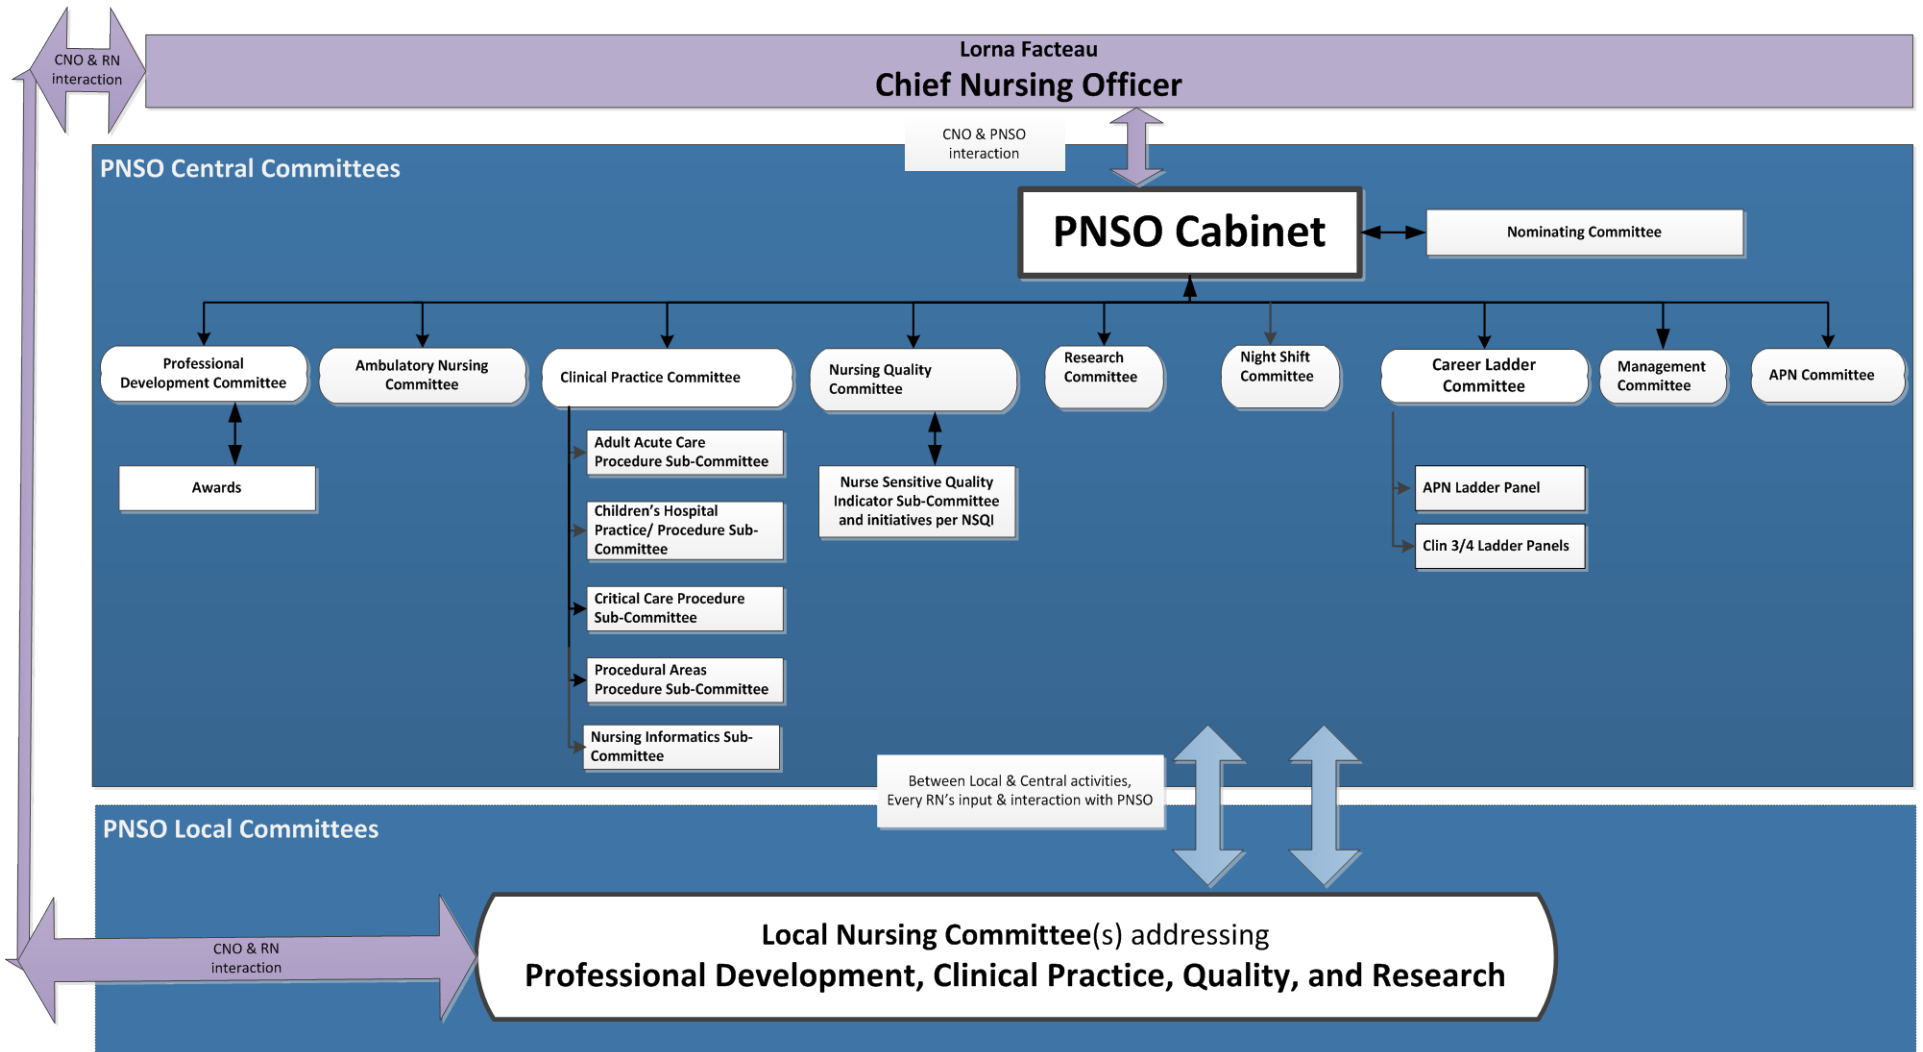 CNO & RN
interaction
Lorna Facteau
Chief Nursing Officer
CNO & PNSO
interaction
PNSO Central Committees
PNSO Cabinet
Nominating Committee
Professional
Development Committee
Ambulatory Nursing
Committee
Clinical Practice Committee
Nursing Quality
Committee
Research
Committee
Night Shift
Committee
Career Ladder
Committee
Management
Committee
APN Committee
Awards
Adult Acute Care
Procedure Sub-Committee
Children's Hospital
Practice/ Procedure Sub-
Committee
Critical Care Procedure
Sub-Committee
Procedural Areas
Procedure Sub-Committee
Nursing Informatics Sub-
Committee
Nurse Sensitive Quality
Indicator Sub-Committee
and initiatives per NSQI
APN Ladder Panel
Clin 3/4 Ladder Panels
Between Local & Central activities,
Every RN's input & interaction with PNSO
PNSO Local Committees
CNO & RN
interaction
Local Nursing Committee(s) addressing
Professional Development, Clinical Practice, Quality, and Research